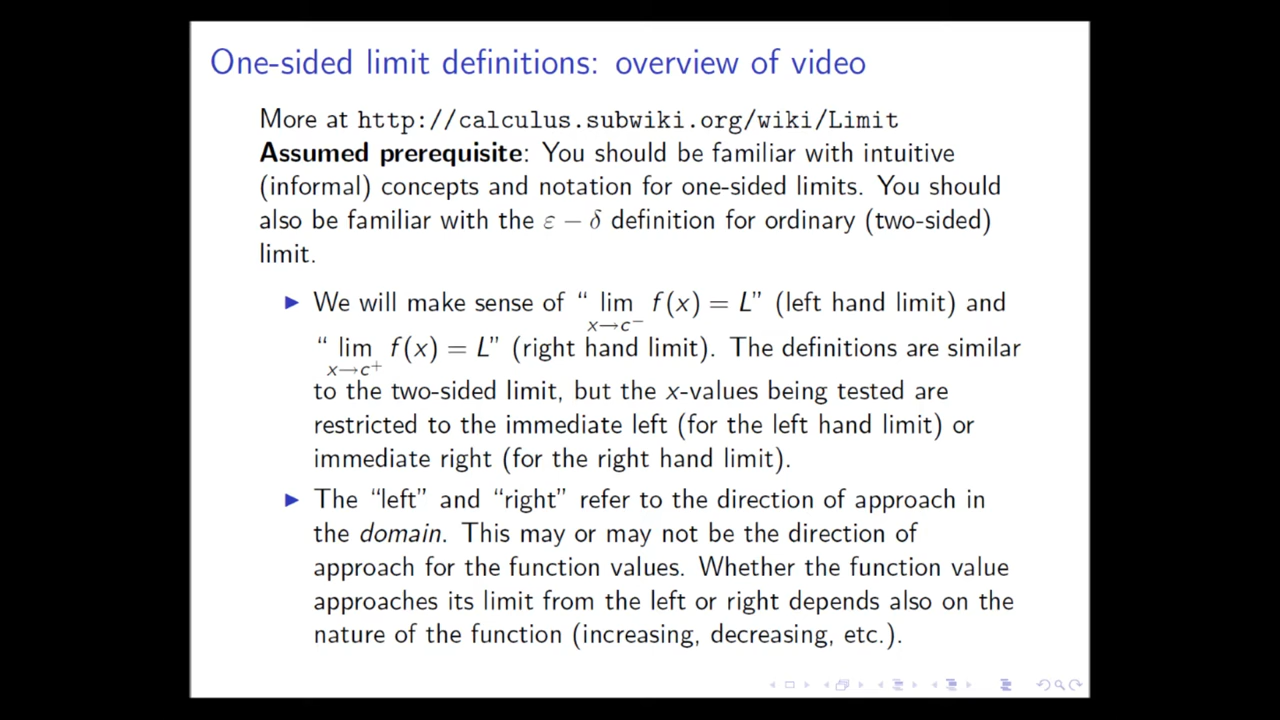 One-sided limit definitions: overview of video
More at http://calculus.subwiki.org/wiki/Limit
Assumed prerequisite: You should be familiar with intuitive
(informal) concepts and notation for one-sided limits. You should
also be familiar with the ε − δ definition for ordinary (two-sided)
limit.
▶ We will make sense of “ lim x→c⁻ f(x) = L” (left hand limit) and
“ lim x→c⁺ f(x) = L” (right hand limit). The definitions are similar
to the two-sided limit, but the x-values being tested are
restricted to the immediate left (for the left hand limit) or
immediate right (for the right hand limit).
▶ The “left” and “right” refer to the direction of approach in
the domain. This may or may not be the direction of
approach for the function values. Whether the function value
approaches its limit from the left or right depends also on the
nature of the function (increasing, decreasing, etc.).